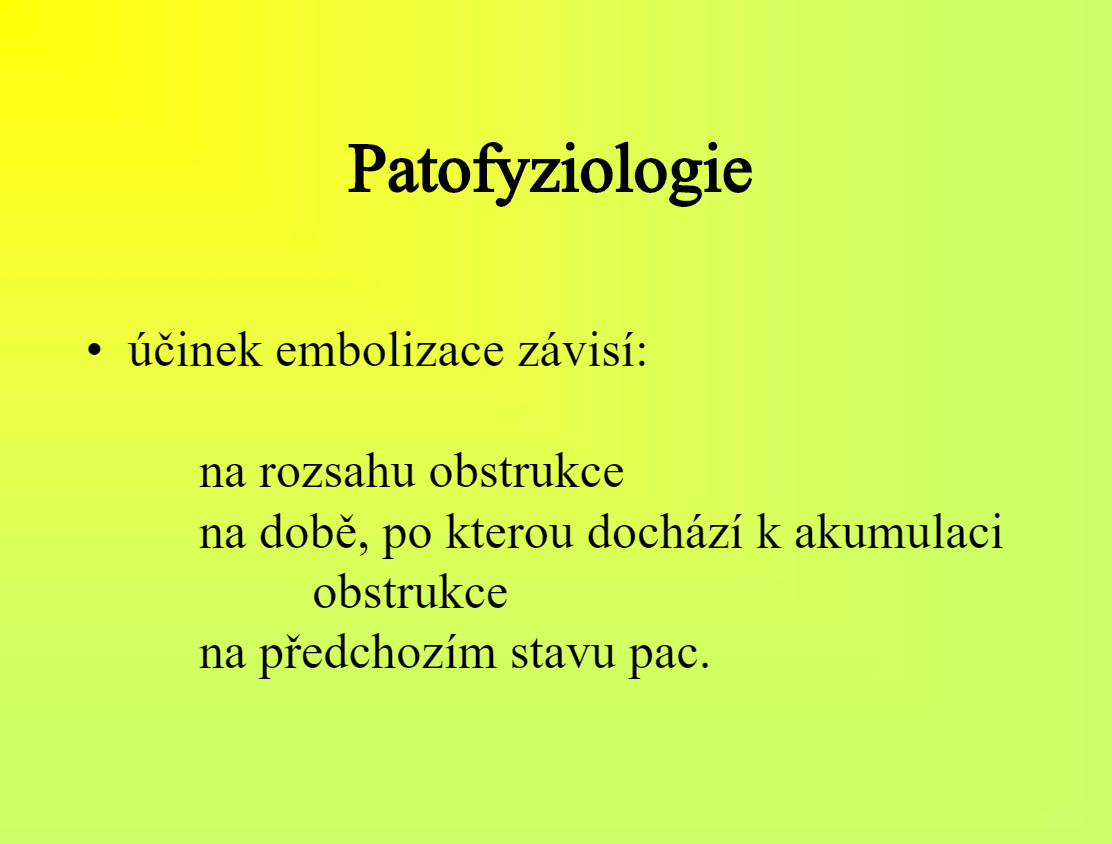 Patofyziologie
• účinek embolizace závisí:
na rozsahu obstrukce
na době, po kterou dochází k akumulaci
obstrukce
na předchozím stavu pac.